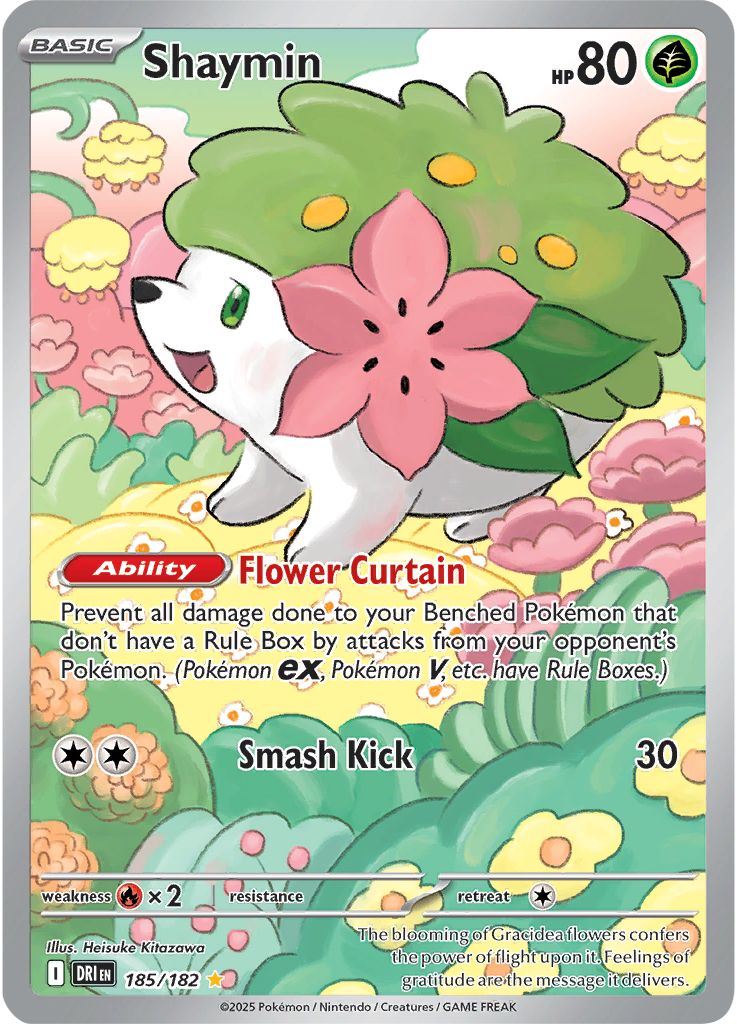 BASIC
Shaymin
HP 80
Ability Flower Curtain
Prevent all damage done to your Benched Pokémon that
don't have a Rule Box by attacks from your opponent's
Pokémon. (Pokémon ex, Pokémon V, etc. have Rule Boxes.)
Smash Kick 30
weakness ×2 resistance retreat
Illus. Heisuke Kitazawa
I DRI EN 185/182
The blooming of Gracidea flowers confers
the power of flight upon it. Feelings of
gratitude are the message it delivers.
©2025 Pokémon / Nintendo / Creatures / GAME FREAK